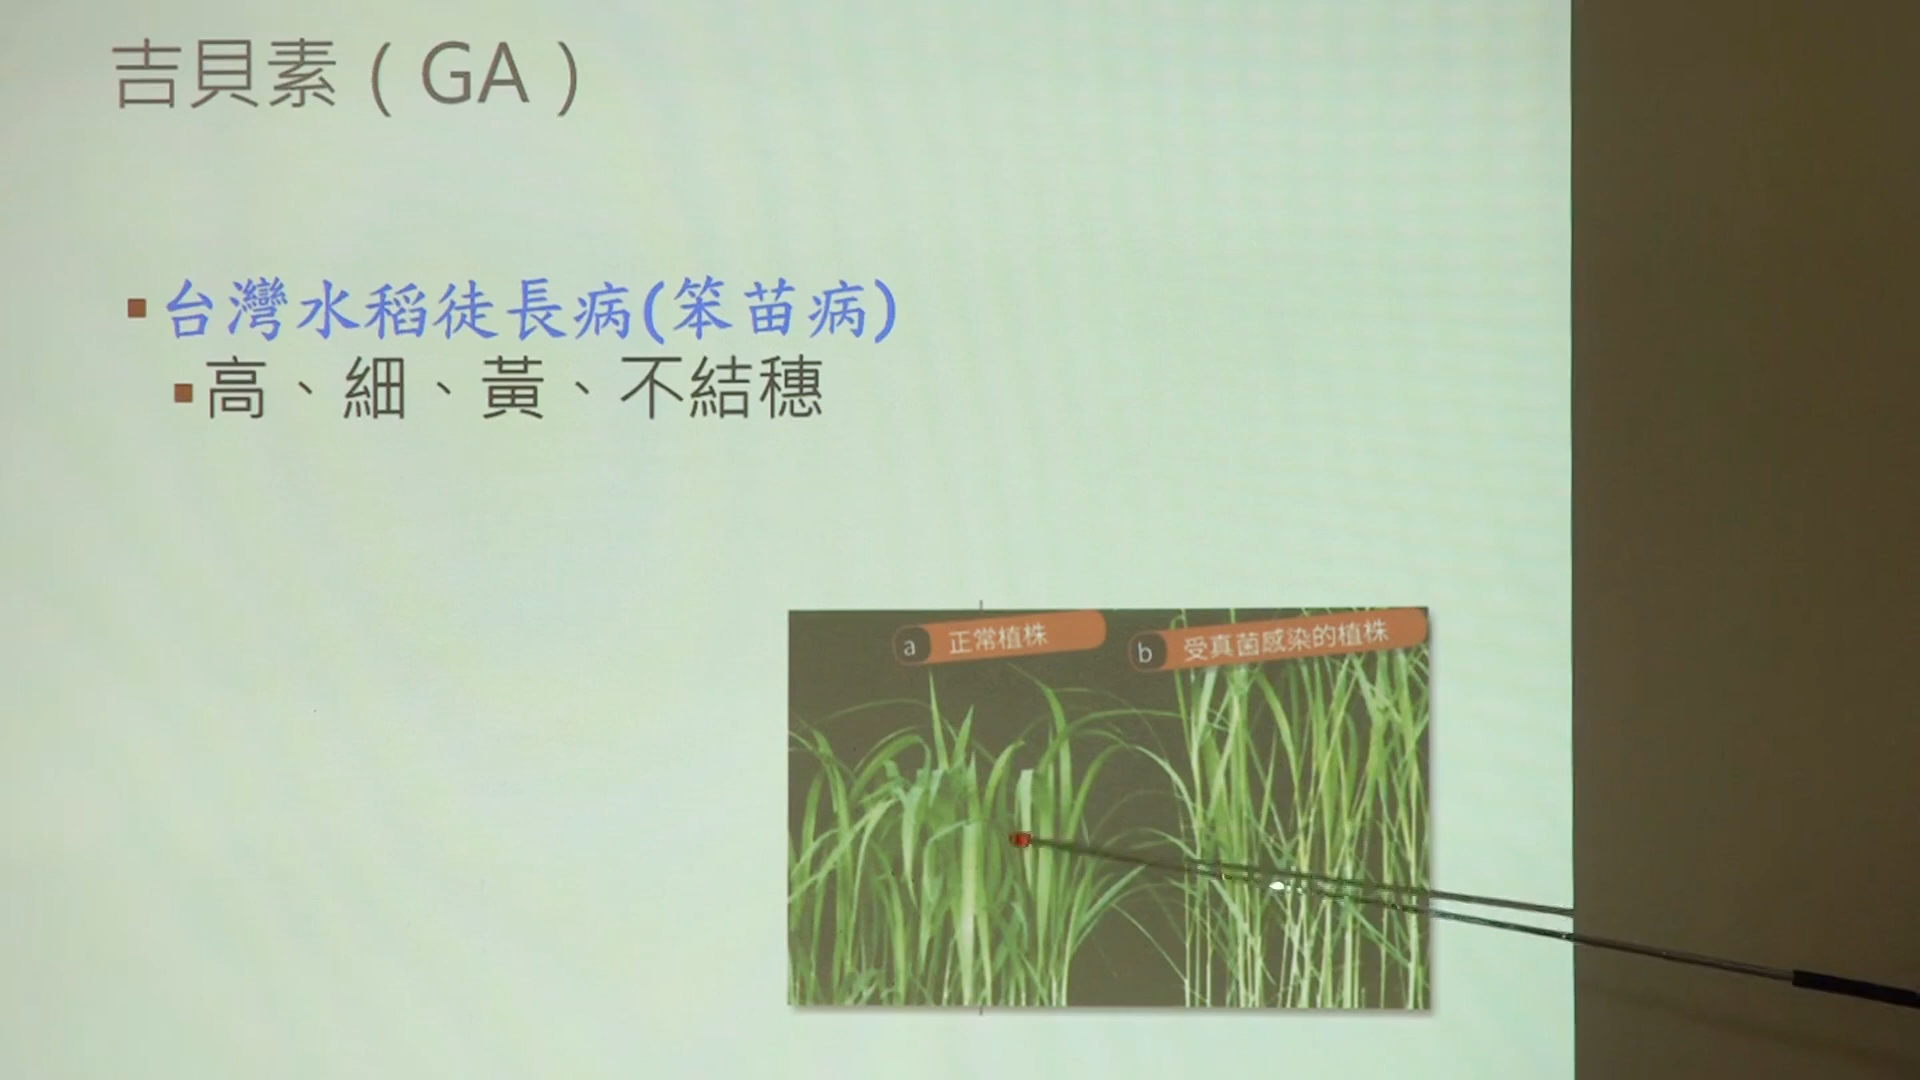 吉貝素（GA）
台灣水稻徒長病(笨苗病)
高、細、黃、不結穗
a 正常植株
b 受真菌感染的植株